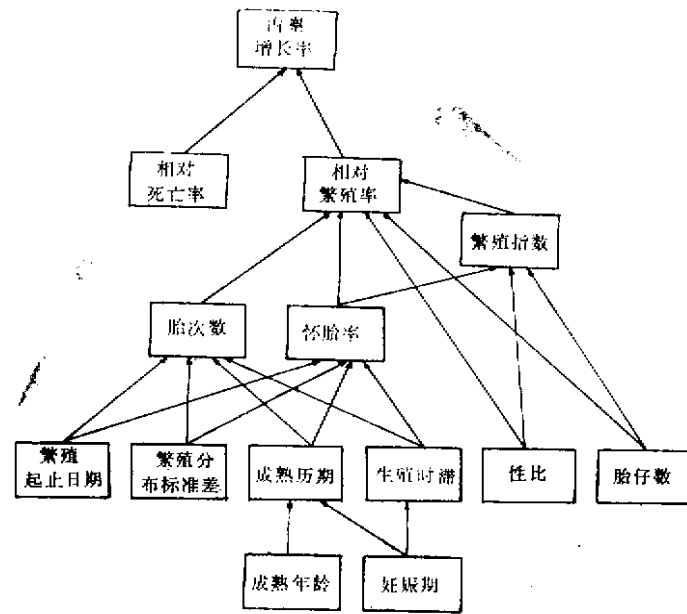 增长率
相对
死亡率
相对
繁殖率
繁殖指数
胎次数
怀胎率
繁殖
起止日期
繁殖分
布标准差
成熟历期
生殖时滞
性比
胎仔数
成熟年龄
妊娠期